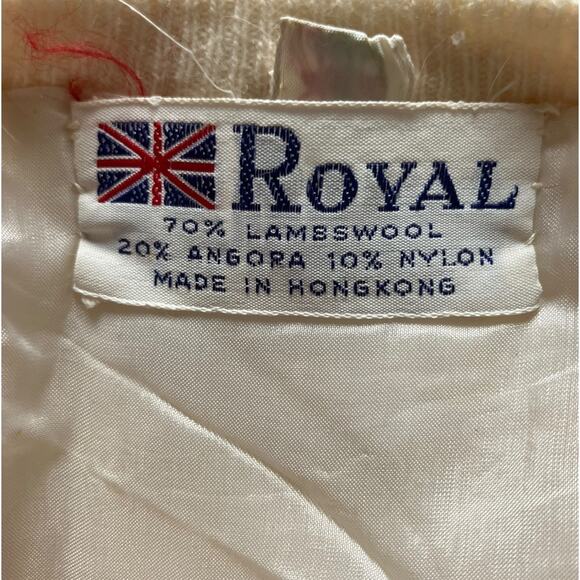 ROYAL
70% LAMBSWOOL
20% ANGORA 10% NYLON
MADE IN HONGKONG